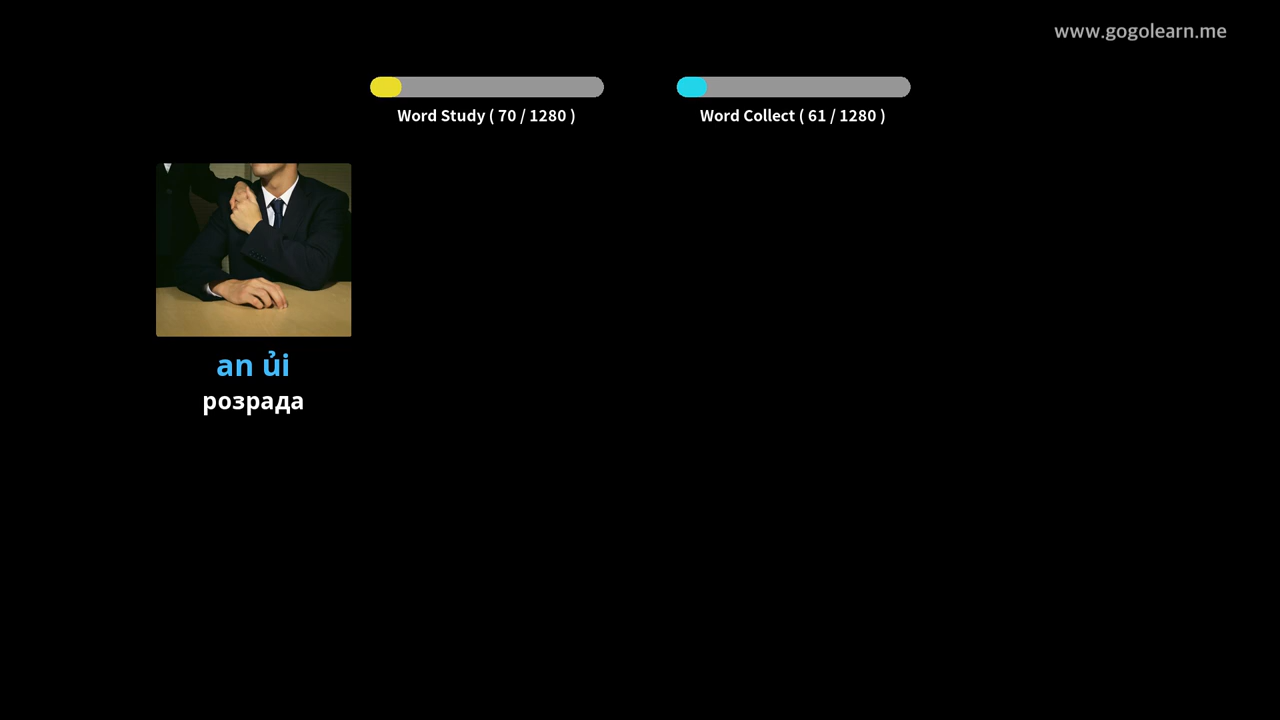 www.gogolearn.me
Word Study ( 70 / 1280 )
Word Collect ( 61 / 1280 )
an ủi
розрада